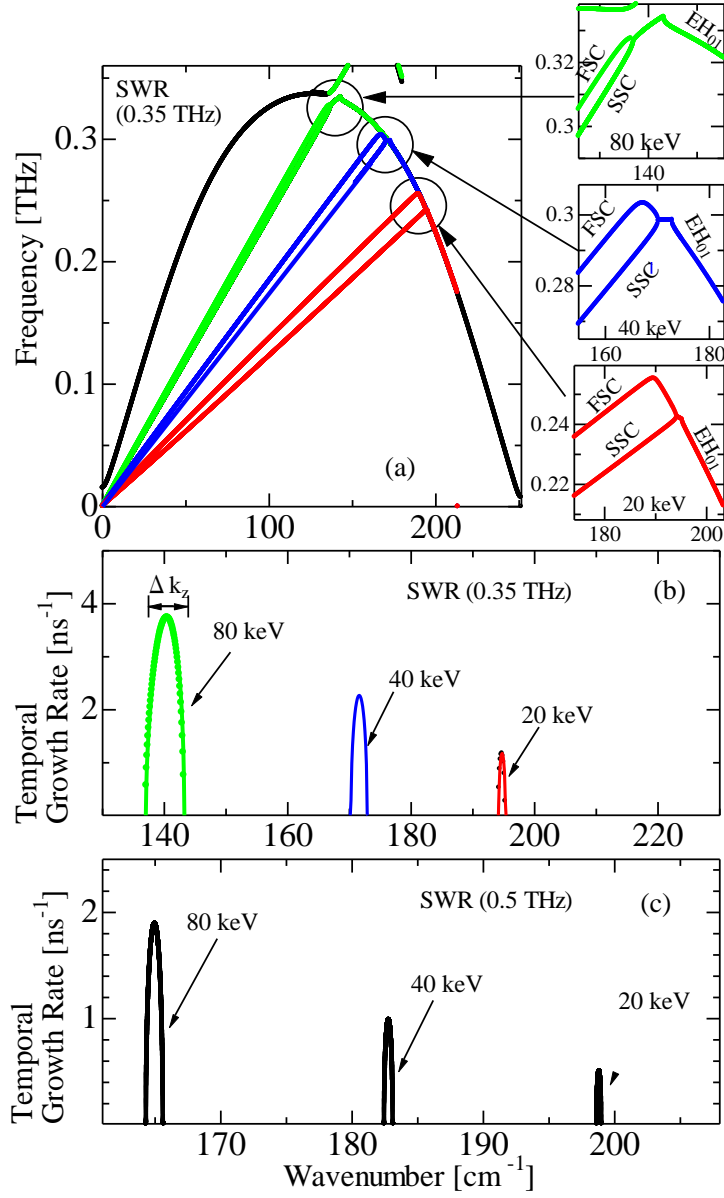 SWR
(0.35 THz)
Frequency [THz]
0.3
0.2
0.1
0
0
100
200
(a)
0.32
0.3
140
FSC
SSC
EH01
80 keV
0.3
0.28
160
180
FSC
SSC
EH01
40 keV
0.24
0.22
180
200
FSC
SSC
EH01
20 keV
Temporal
Growth Rate [ns-1]
4
2
Δ kz
SWR (0.35 THz)
(b)
80 keV
40 keV
20 keV
140
160
180
200
220
Temporal
Growth Rate [ns-1]
2
1
SWR (0.5 THz)
(c)
80 keV
40 keV
20 keV
170
180
190
200
Wavenumber [cm-1]